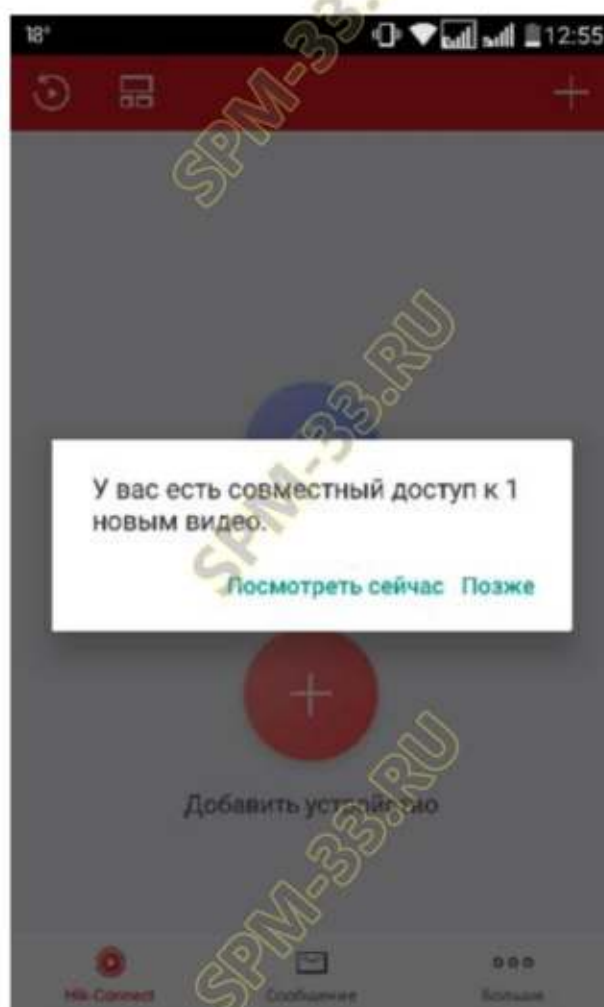 18° 12:55
SPM-33.RU
SPM-33.RU
У вас есть совместный доступ к 1
новым видео.
Посмотреть сейчас Позже
Добавить устройство
SPM-33.RU
Hik-Connect Сообщение Больше